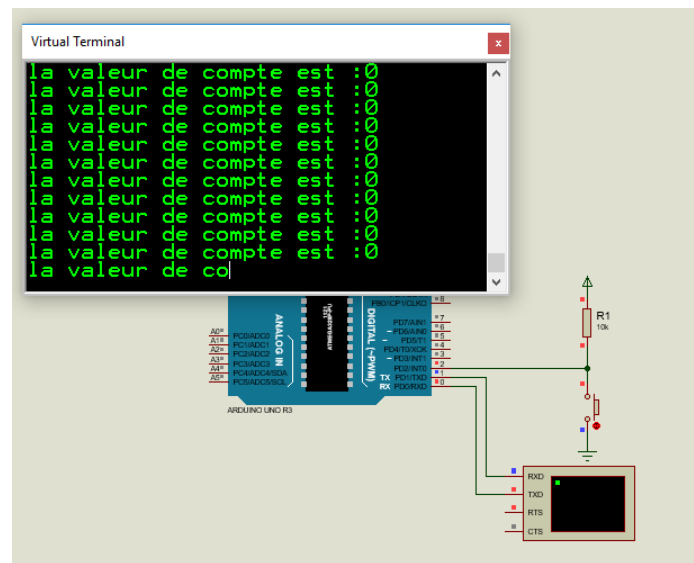 Virtual Terminal
x
la valeur de compte est :0
la valeur de compte est :0
la valeur de compte est :0
la valeur de compte est :0
la valeur de compte est :0
la valeur de compte est :0
la valeur de compte est :0
la valeur de compte est :0
la valeur de compte est :0
la valeur de compte est :0
la valeur de compte est :0
la valeur de co
8
PB0/ICP1/CLKO
7
PD7/AIN1
6
~ PD6/AIN0
5
~ PD5/T1
4
PD4/T0/XCK
3
~ PD3/INT1
2
PD2/INT0
1
TX PD1/TXD
0
RX PD0/RXD
DIGITAL (~PWM)
ANALOG IN
A0
PC0/ADC0
A1
PC1/ADC1
A2
PC2/ADC2
A3
PC3/ADC3
A4
PC4/ADC4/SDA
A5
PC5/ADC5/SCL
ARDUINO UNO R3
R1
10k
RXD
TXD
RTS
CTS